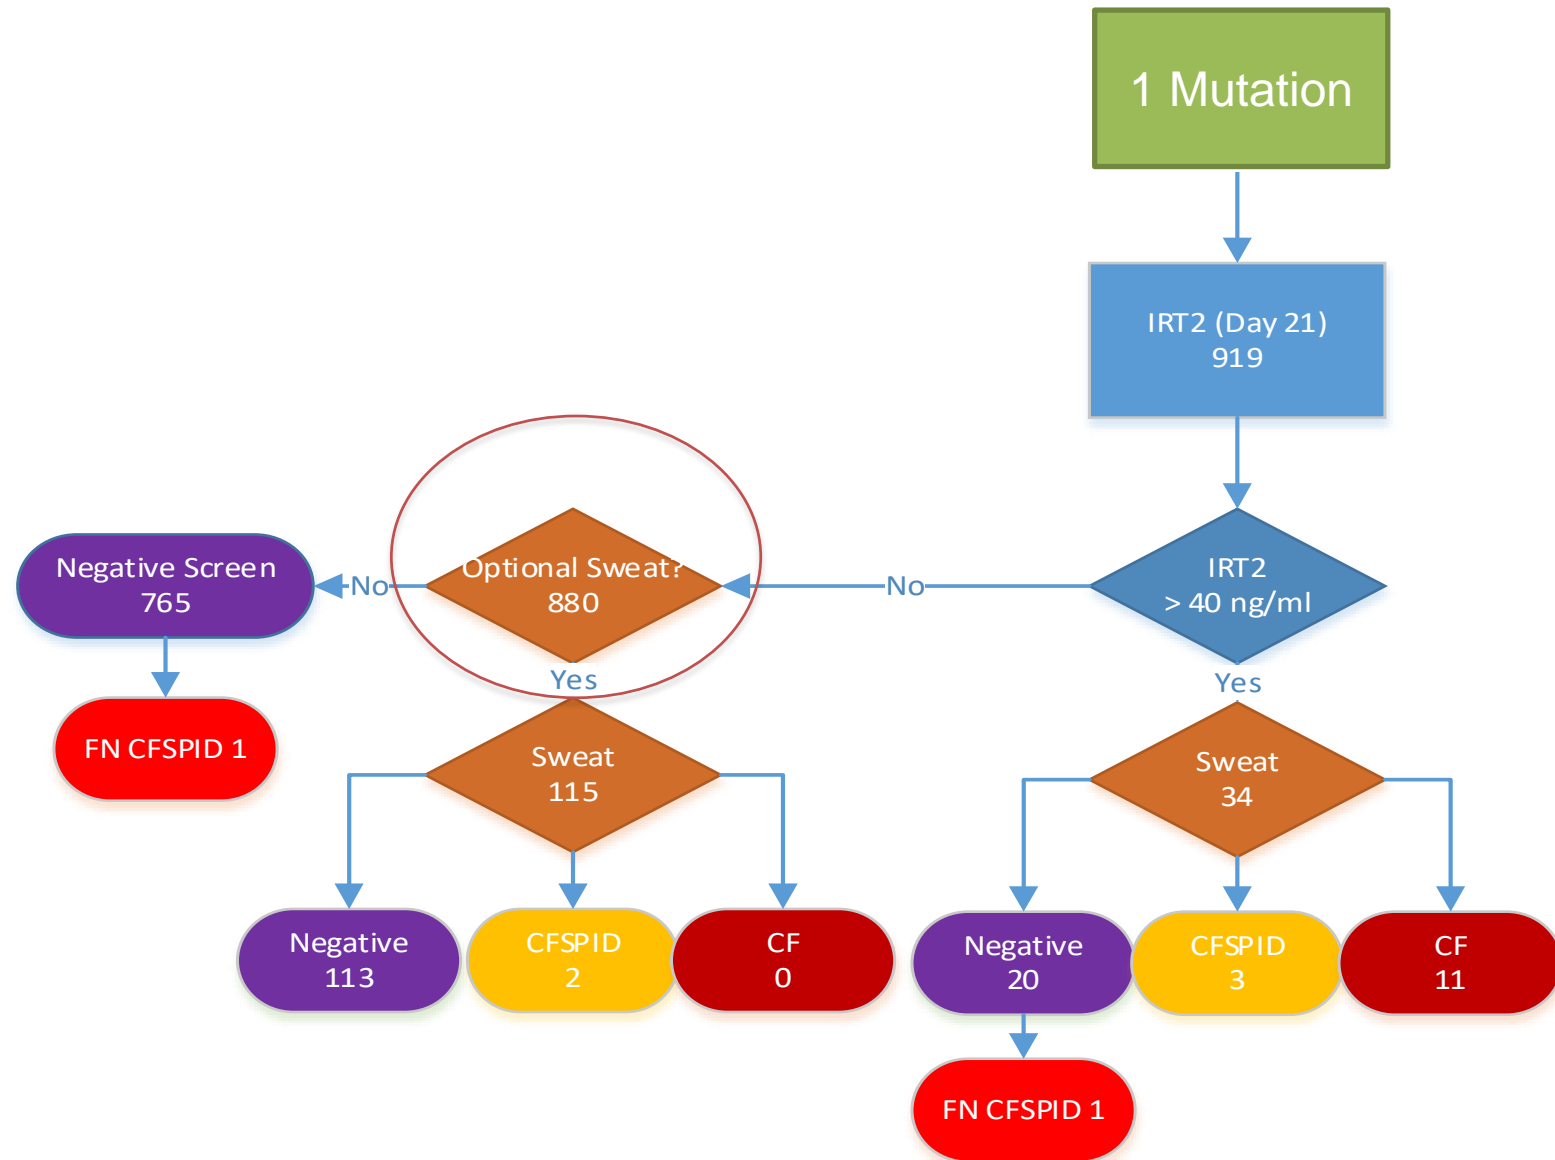 1 Mutation
IRT2 (Day 21)
919
IRT2
> 40 ng/ml
No
Optional Sweat?
880
No
Negative Screen
765
FN CFSPID 1
Yes
Sweat
115
Negative
113
CFSPID
2
CF
0
Yes
Sweat
34
Negative
20
CFSPID
3
CF
11
FN CFSPID 1